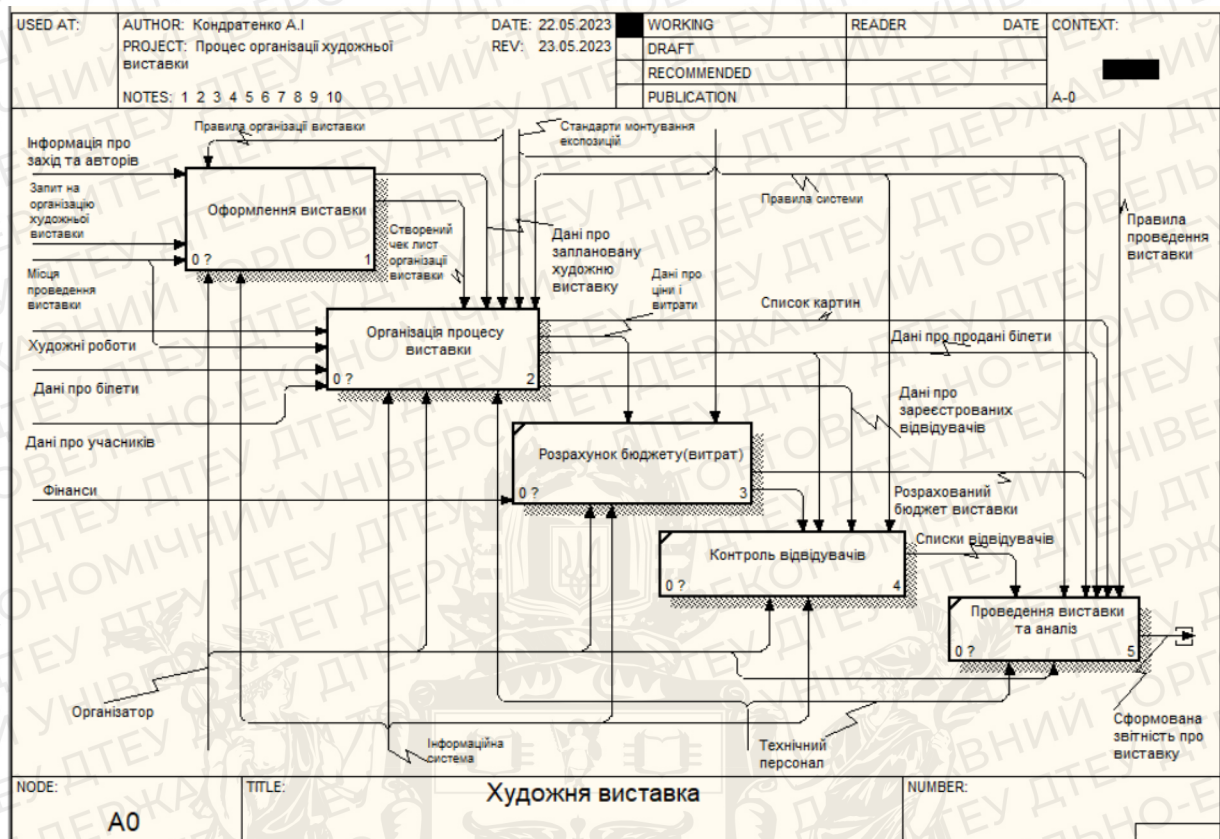 USED AT:
AUTHOR: Кондратенко А.І
DATE: 22.05.2023
PROJECT: Процес організації художньої
виставки
REV: 23.05.2023
NOTES: 1 2 3 4 5 6 7 8 9 10
WORKING
DRAFT
RECOMMENDED
PUBLICATION
READER
DATE
CONTEXT:
A-0
Інформація про
захід та авторів
Правила організації виставки
Стандарти монтування
експозицій
Запит на
організацію
художньої
виставки
Оформлення виставки
0 ?
1
Правила системи
Правила
проведення
виставки
Створений
чек лист
організації
виставки
Дані про
заплановану
художню
виставку
Місця
проведення
виставки
Дані про
ціни і
витрати
Список картин
Художні роботи
Організація процесу
виставки
0 ?
2
Дані про продані білети
Дані про білети
Дані про
зареєстрованих
відвідувачів
Дані про учасників
Розрахунок бюджету(витрат)
0 ?
3
Фінанси
Розрахований
бюджет виставки
Списки відвідувачів
Контроль відвідувачів
0 ?
4
Проведення виставки
та аналіз
0 ?
5
Організатор
Інформаційна
система
Технічний
персонал
Сформована
звітність про
виставку
NODE:
A0
TITLE:
Художня виставка
NUMBER: